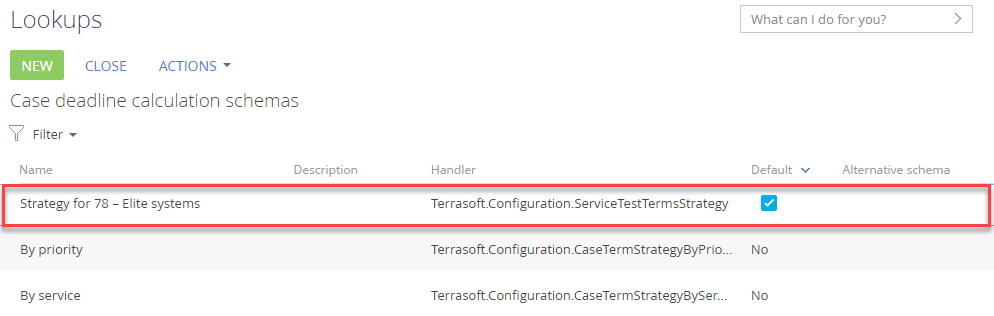 Lookups
What can I do for you?
NEW CLOSE ACTIONS
Case deadline calculation schemas
Filter
Name Description Handler Default Alternative schema
Strategy for 78 – Elite systems Terrasoft.Configuration.ServiceTestTermsStrategy
By priority Terrasoft.Configuration.CaseTermStrategyByPrio... No
By service Terrasoft.Configuration.CaseTermStrategyBySer... No